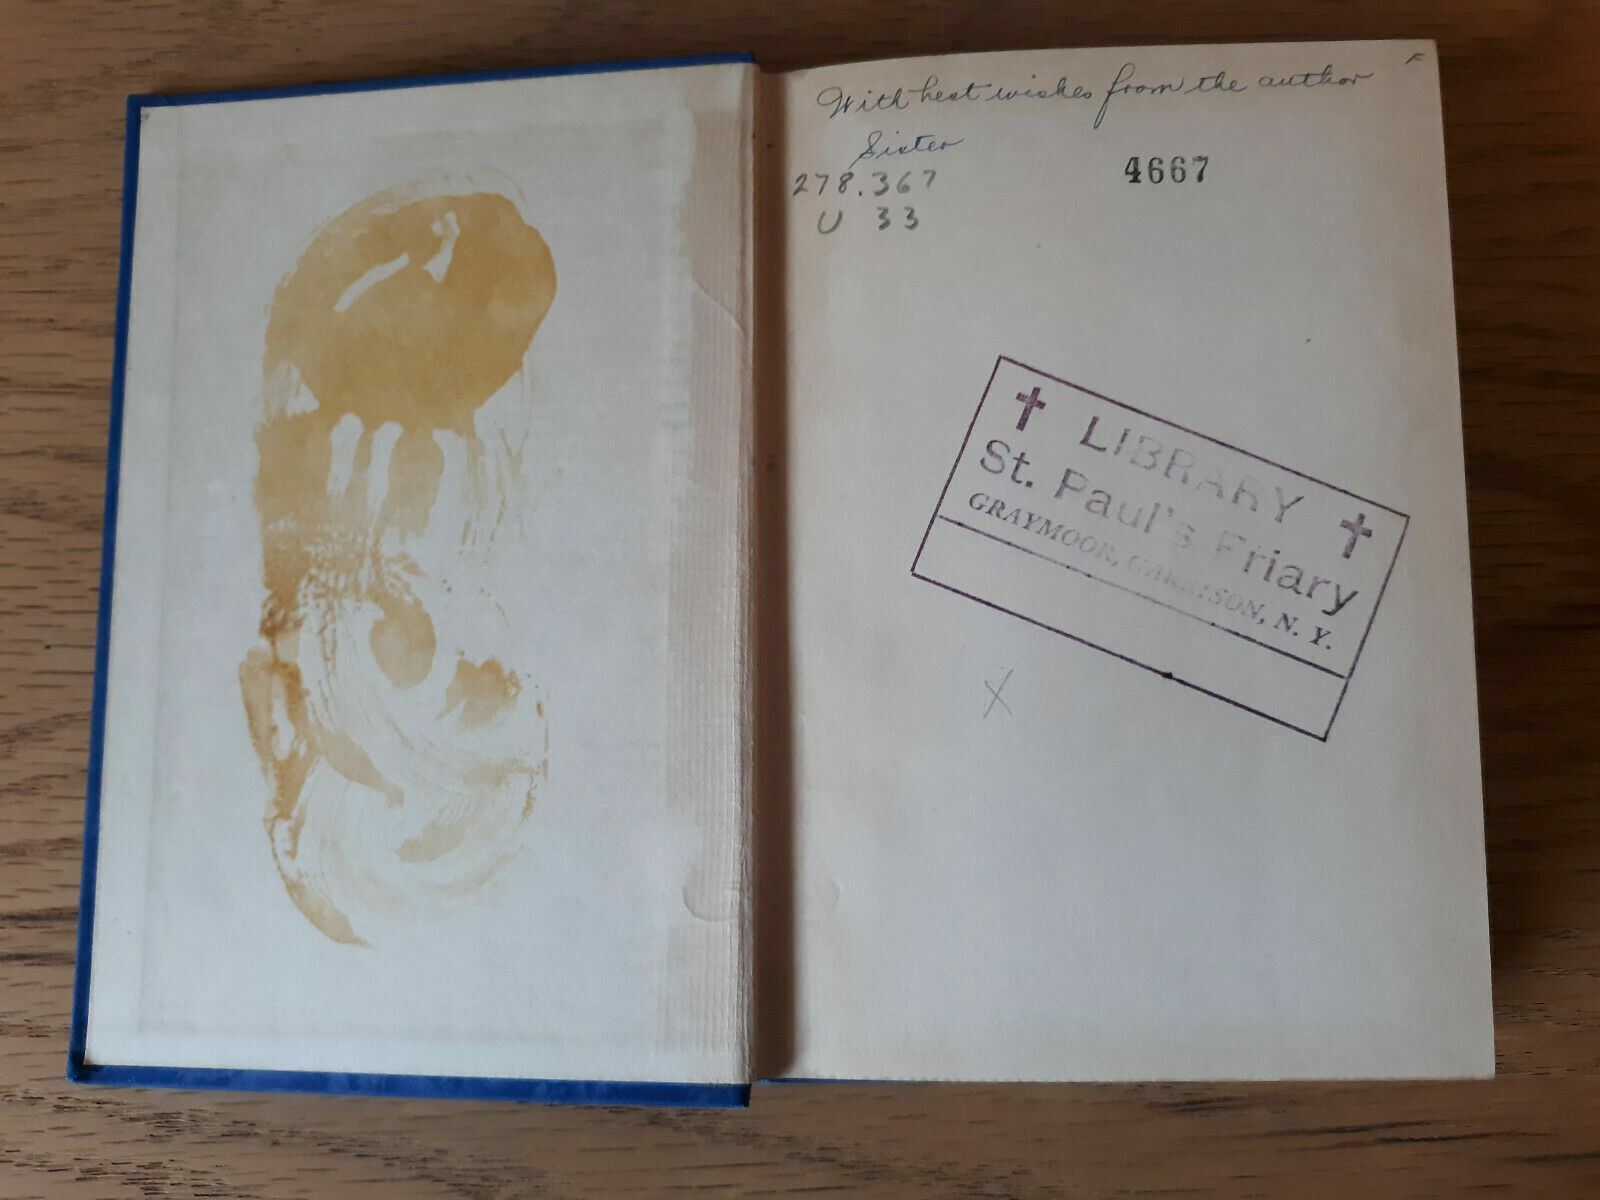 With best wishes from the author
Sister
278.367
U 33
4667
LIBRARY
St. Paul's Friary
GRAYMOOR, GARRISON, N. Y.